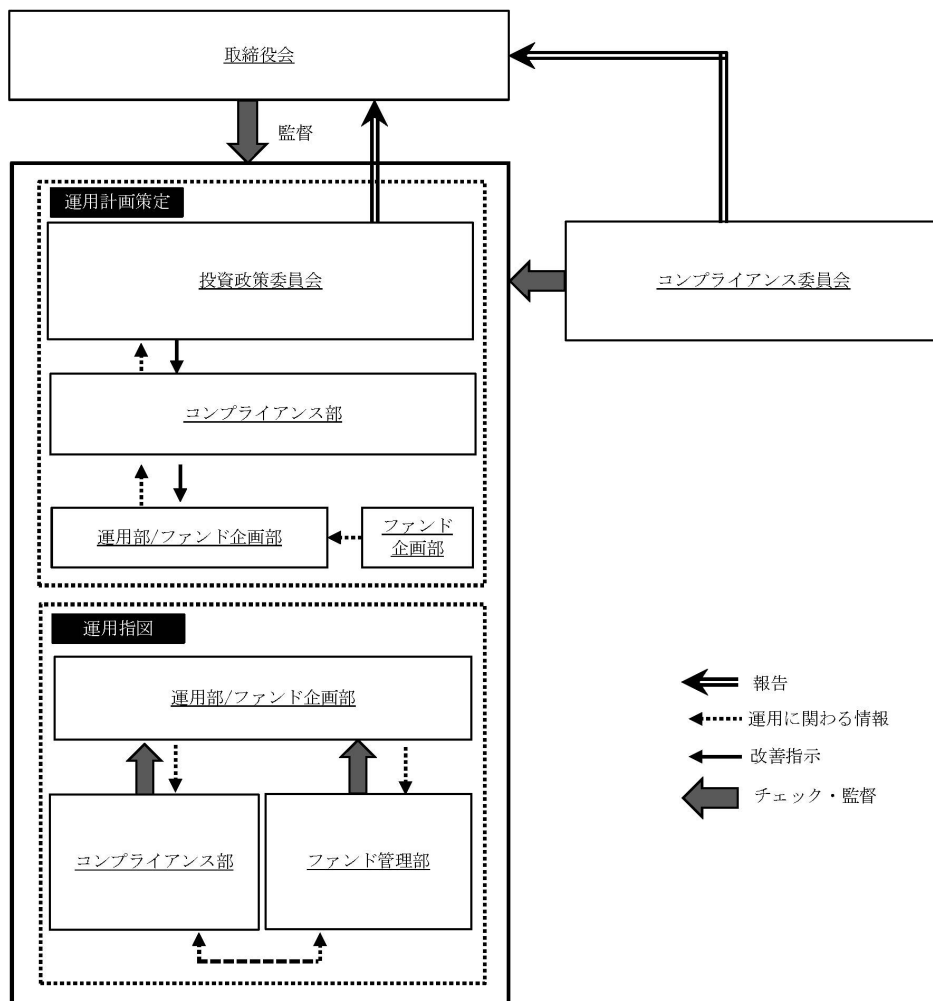 取締役会
監督
運用計画策定
投資政策委員会
コンプライアンス委員会
コンプライアンス部
運用部/ファンド企画部
ファンド
企画部
運用指図
運用部/ファンド企画部
コンプライアンス部
ファンド管理部
報告
運用に関わる情報
改善指示
チェック・監督